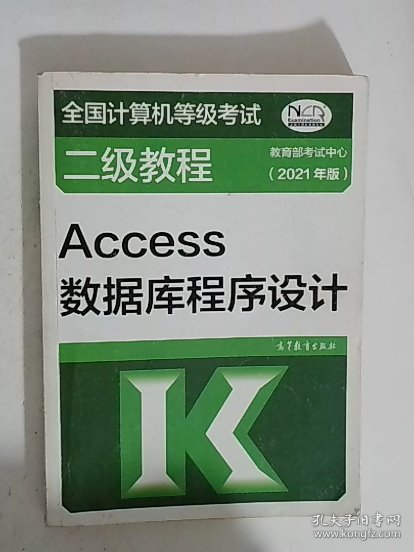 全国计算机等级考试
NCR
Examination
二级教程
教育部考试中心
(2021年版)
Access
数据库程序设计
高等教育出版社
K
孔夫子旧书网
www.kongfz.com